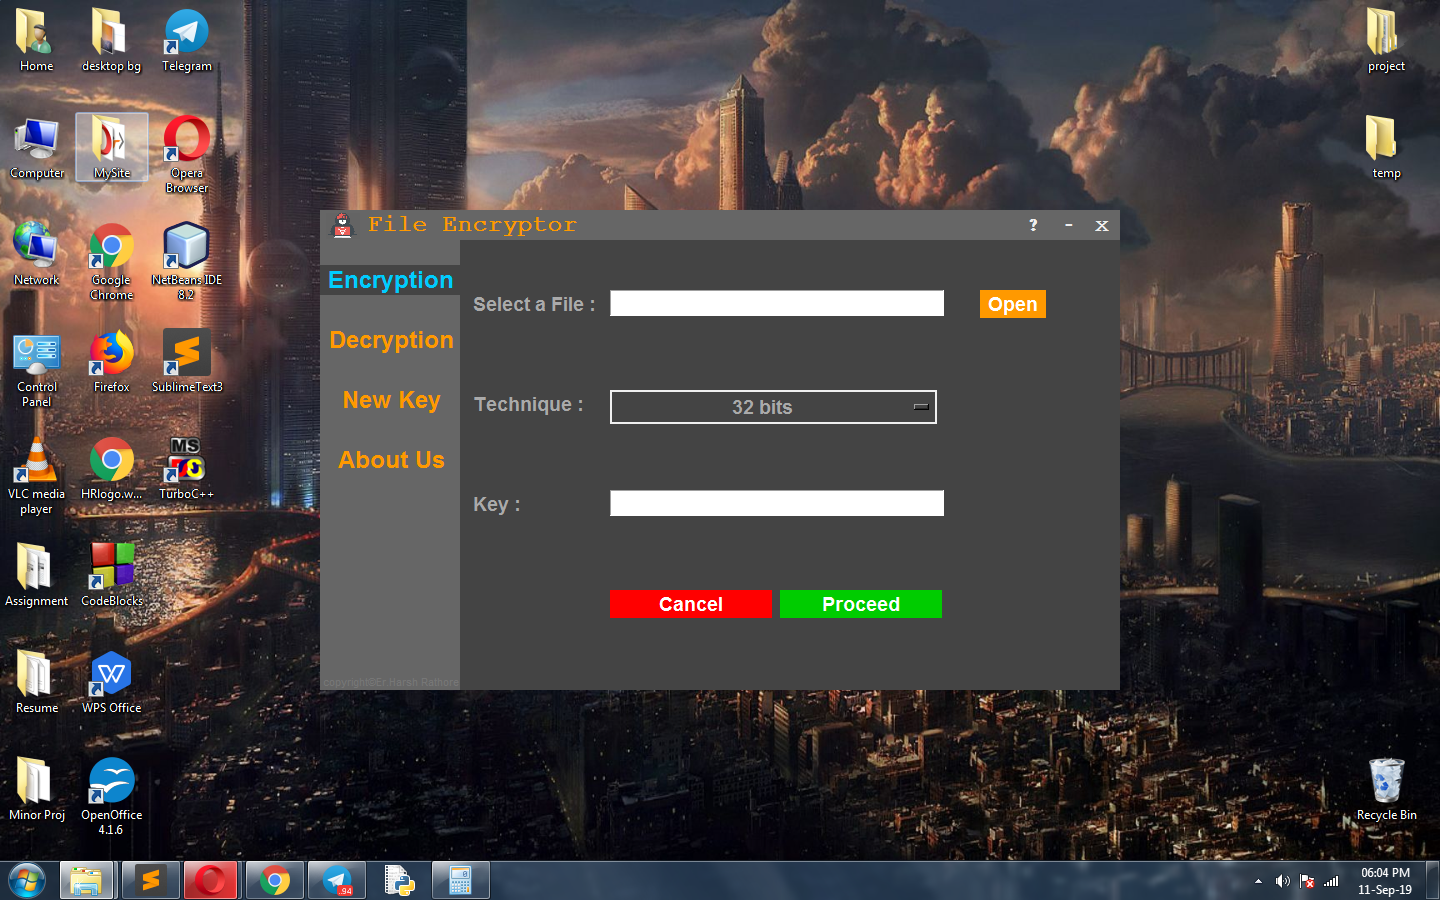 Home
desktop bg
Telegram
project
Computer
MySite
Opera
Browser
temp
File Encryptor
? - x
Network
Google
Chrome
NetBeans IDE
8.2
Encryption
Decryption
New Key
About Us
Select a File :
Open
Technique :
32 bits
Key :
Cancel
Proceed
copyright@Er.Harsh Rathore
Control
Panel
Firefox
SublimeText3
VLC media
player
HRlogo.w...
MS
TurboC++
Assignment
CodeBlocks
Resume
W
WPS Office
Minor Proj
OpenOffice
4.1.6
Recycle Bin
.94
06:04 PM
11-Sep-19